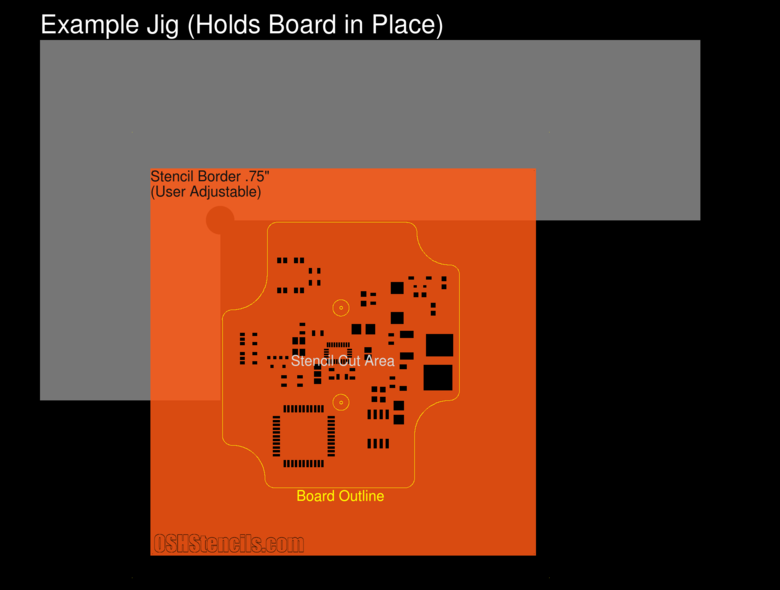 Example Jig (Holds Board in Place)
Stencil Border .75"
(User Adjustable)
Stencil Cut Area
Board Outline
OSHStencils.com